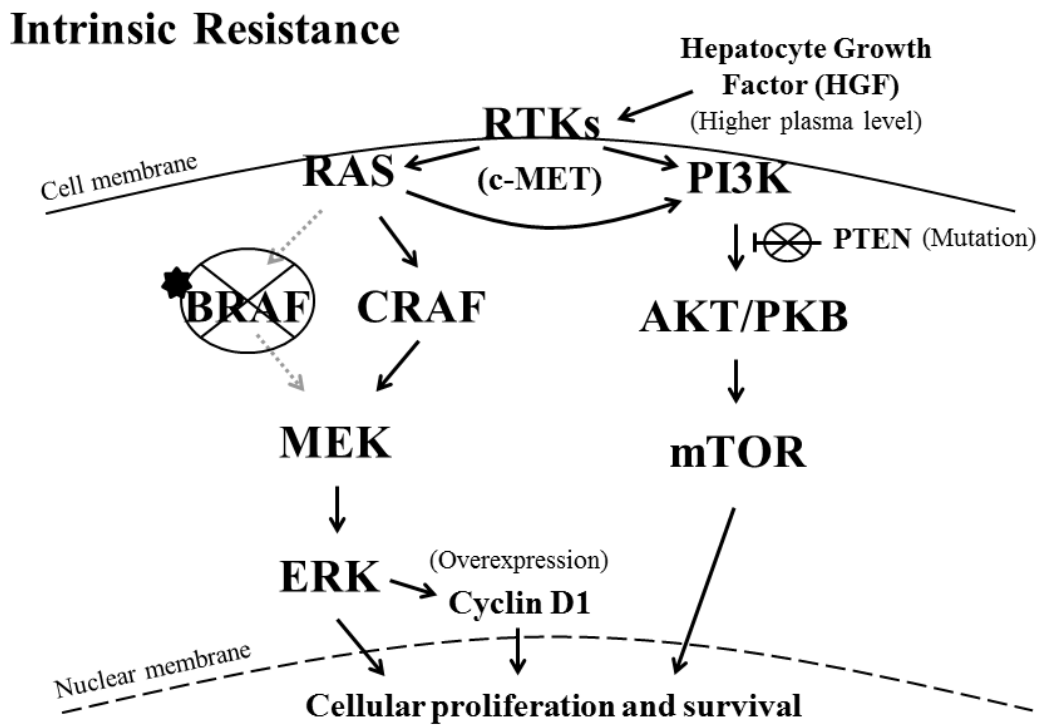 Intrinsic Resistance
Hepatocyte Growth
Factor (HGF)
(Higher plasma level)
RTKs
Cell membrane
RAS
(c-MET)
PI3K
PTEN (Mutation)
BRAF
CRAF
AKT/PKB
MEK
mTOR
(Overexpression)
ERK
Cyclin D1
Nuclear membrane
Cellular proliferation and survival